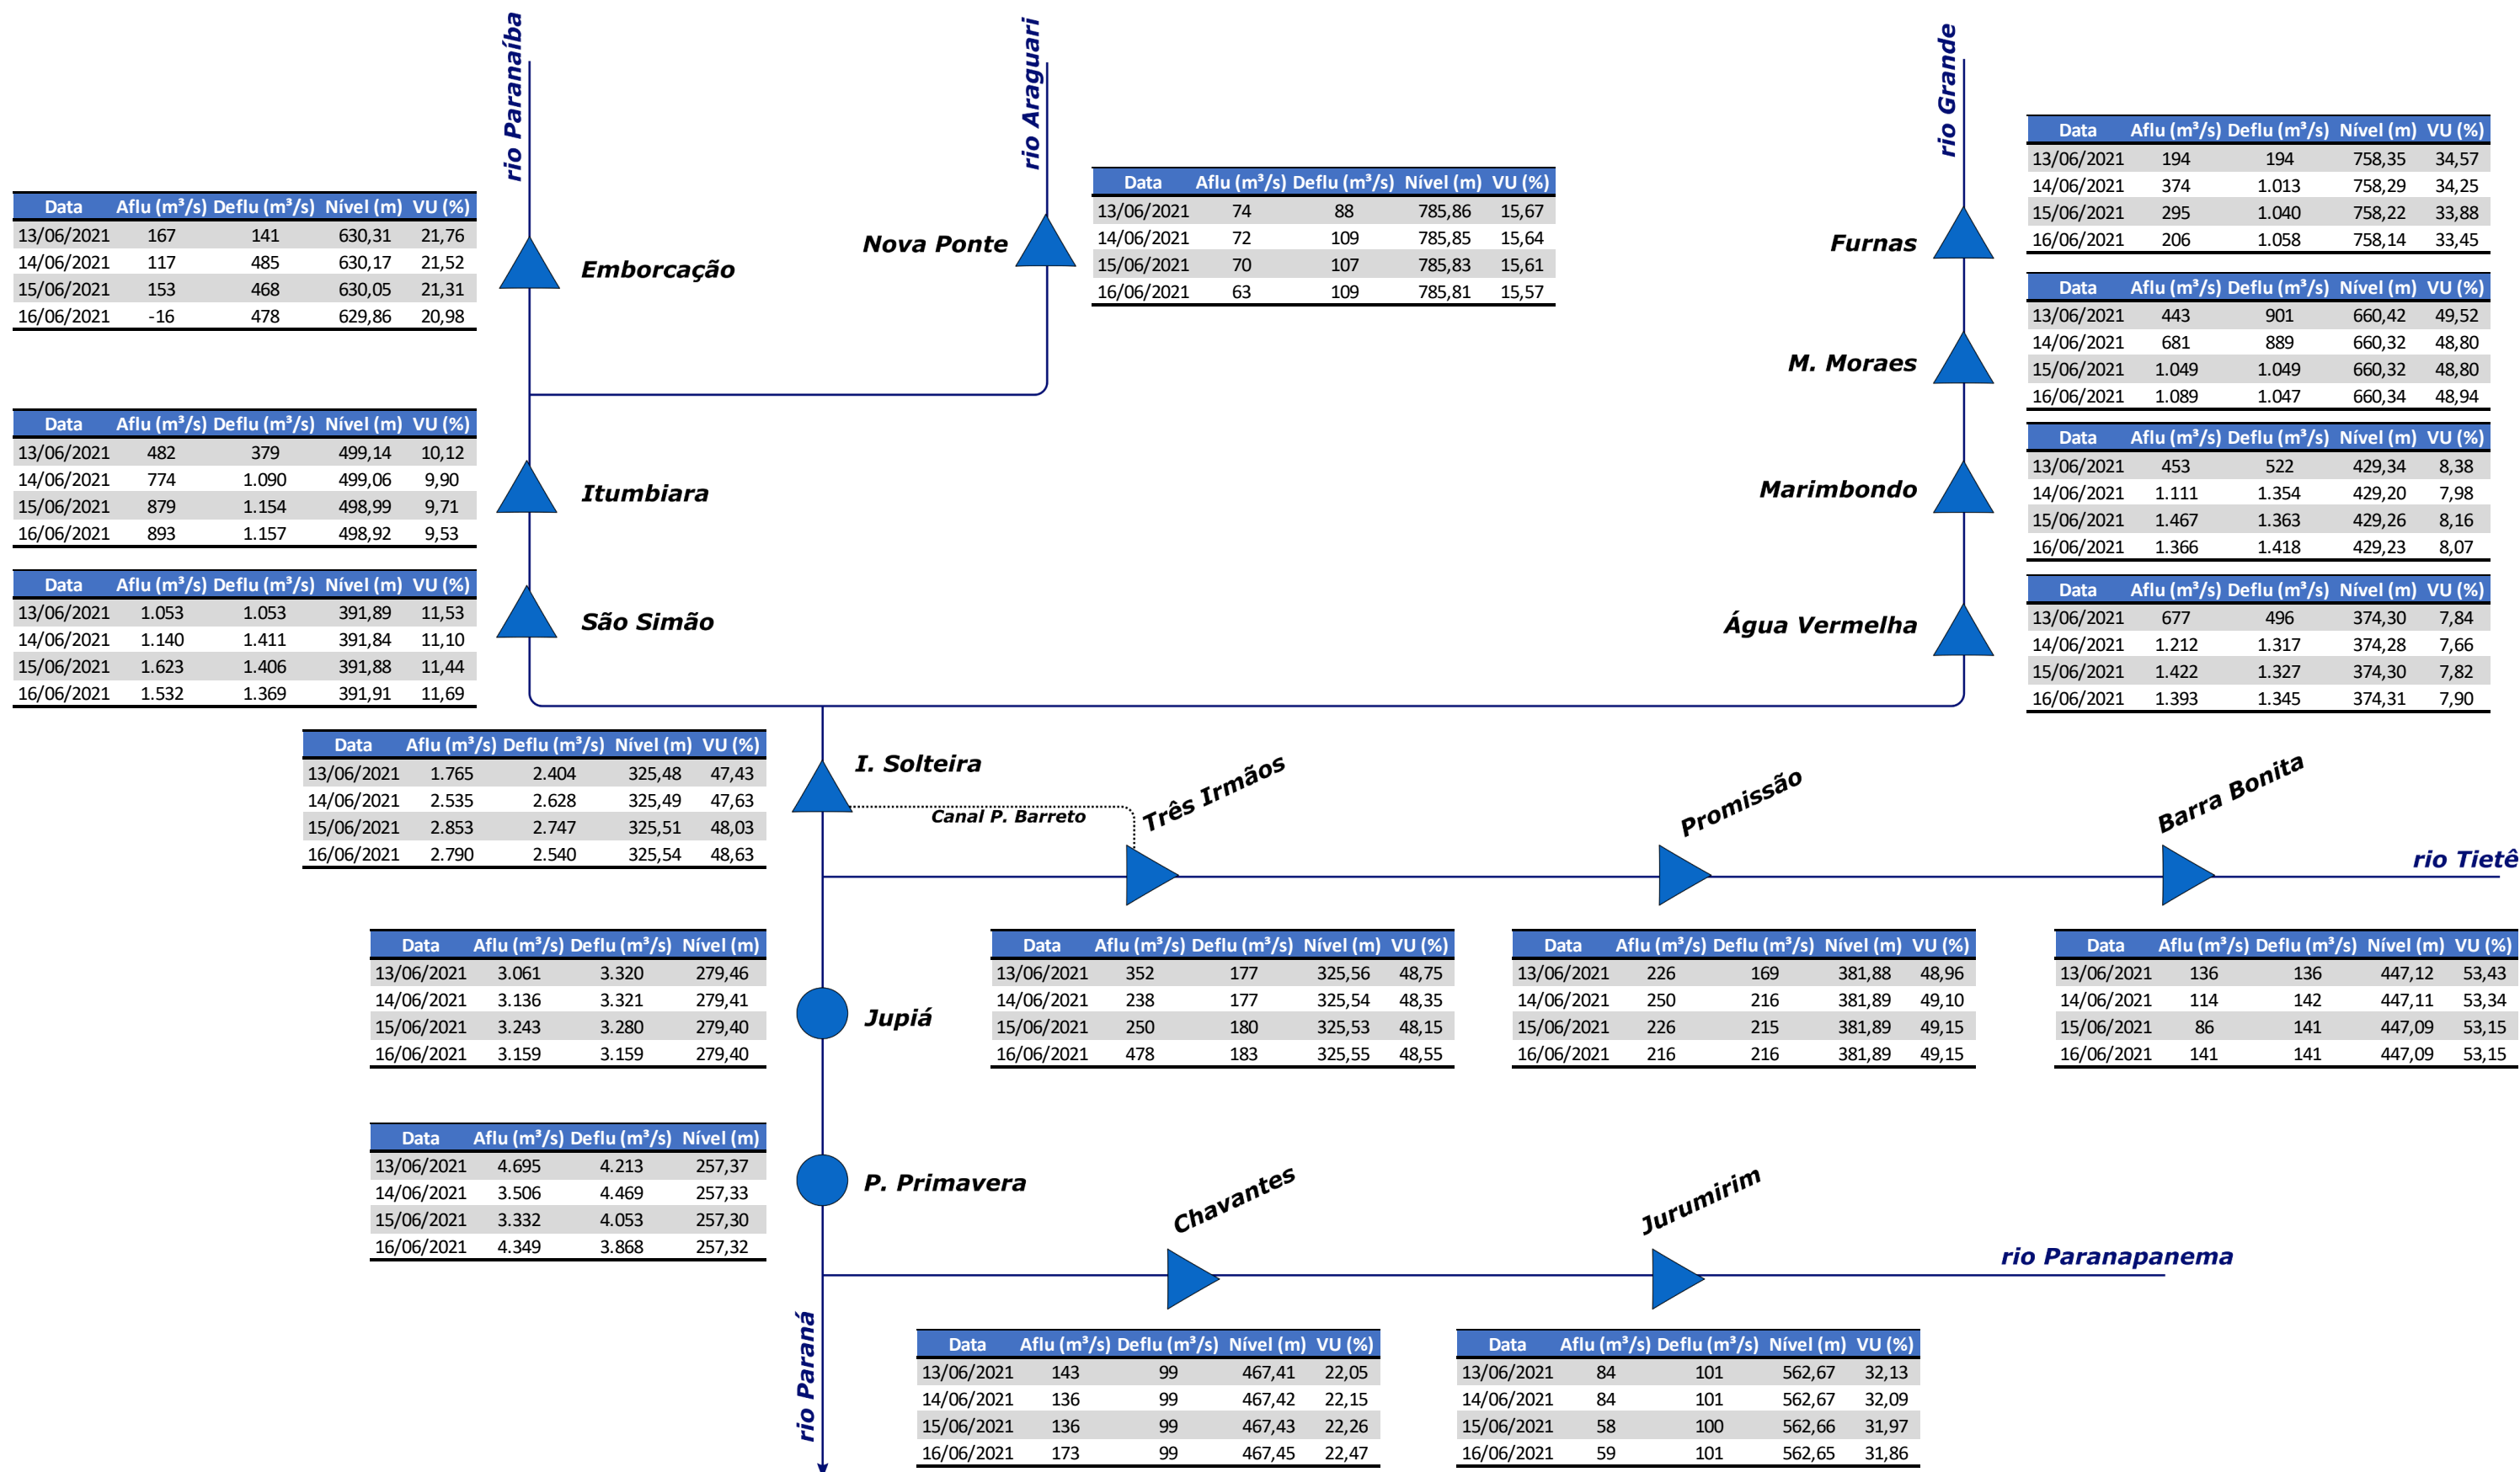 rio Paranaíba
rio Araguari
rio Grande
Data Aflu (m³/s) Deflu (m³/s) Nível (m) VU (%)
13/06/2021 167 141 630,31 21,76
14/06/2021 117 485 630,17 21,52
15/06/2021 153 468 630,05 21,31
16/06/2021 -16 478 629,86 20,98
Emborcação
Nova Ponte
Data Aflu (m³/s) Deflu (m³/s) Nível (m) VU (%)
13/06/2021 74 88 785,86 15,67
14/06/2021 72 109 785,85 15,64
15/06/2021 70 107 785,83 15,61
16/06/2021 63 109 785,81 15,57
Furnas
Data Aflu (m³/s) Deflu (m³/s) Nível (m) VU (%)
13/06/2021 194 194 758,35 34,57
14/06/2021 374 1.013 758,29 34,25
15/06/2021 295 1.040 758,22 33,88
16/06/2021 206 1.058 758,14 33,45
M. Moraes
Data Aflu (m³/s) Deflu (m³/s) Nível (m) VU (%)
13/06/2021 443 901 660,42 49,52
14/06/2021 681 889 660,32 48,80
15/06/2021 1.049 1.049 660,32 48,80
16/06/2021 1.089 1.047 660,34 48,94
Data Aflu (m³/s) Deflu (m³/s) Nível (m) VU (%)
13/06/2021 482 379 499,14 10,12
14/06/2021 774 1.090 499,06 9,90
15/06/2021 879 1.154 498,99 9,71
16/06/2021 893 1.157 498,92 9,53
Itumbiara
Marimbondo
Data Aflu (m³/s) Deflu (m³/s) Nível (m) VU (%)
13/06/2021 453 522 429,34 8,38
14/06/2021 1.111 1.354 429,20 7,98
15/06/2021 1.467 1.363 429,26 8,16
16/06/2021 1.366 1.418 429,23 8,07
Data Aflu (m³/s) Deflu (m³/s) Nível (m) VU (%)
13/06/2021 1.053 1.053 391,89 11,53
14/06/2021 1.140 1.411 391,84 11,10
15/06/2021 1.623 1.406 391,88 11,44
16/06/2021 1.532 1.369 391,91 11,69
São Simão
Água Vermelha
Data Aflu (m³/s) Deflu (m³/s) Nível (m) VU (%)
13/06/2021 677 496 374,30 7,84
14/06/2021 1.212 1.317 374,28 7,66
15/06/2021 1.422 1.327 374,30 7,82
16/06/2021 1.393 1.345 374,31 7,90
Data Aflu (m³/s) Deflu (m³/s) Nível (m) VU (%)
13/06/2021 1.765 2.404 325,48 47,43
14/06/2021 2.535 2.628 325,49 47,63
15/06/2021 2.853 2.747 325,51 48,03
16/06/2021 2.790 2.540 325,54 48,63
I. Solteira
Canal P. Barreto
Três Irmãos
Promissão
Barra Bonita
rio Tietê
Data Aflu (m³/s) Deflu (m³/s) Nível (m)
13/06/2021 3.061 3.320 279,46
14/06/2021 3.136 3.321 279,41
15/06/2021 3.243 3.280 279,40
16/06/2021 3.159 3.159 279,40
Jupiá
Data Aflu (m³/s) Deflu (m³/s) Nível (m) VU (%)
13/06/2021 352 177 325,56 48,75
14/06/2021 238 177 325,54 48,35
15/06/2021 250 180 325,53 48,15
16/06/2021 478 183 325,55 48,55
Data Aflu (m³/s) Deflu (m³/s) Nível (m) VU (%)
13/06/2021 226 169 381,88 48,96
14/06/2021 250 216 381,89 49,10
15/06/2021 226 215 381,89 49,15
16/06/2021 216 216 381,89 49,15
Data Aflu (m³/s) Deflu (m³/s) Nível (m) VU (%)
13/06/2021 136 136 447,12 53,43
14/06/2021 114 142 447,11 53,34
15/06/2021 86 141 447,09 53,15
16/06/2021 141 141 447,09 53,15
Data Aflu (m³/s) Deflu (m³/s) Nível (m)
13/06/2021 4.695 4.213 257,37
14/06/2021 3.506 4.469 257,33
15/06/2021 3.332 4.053 257,30
16/06/2021 4.349 3.868 257,32
P. Primavera
Chavantes
Jurumirim
rio Paranapanema
rio Paraná
Data Aflu (m³/s) Deflu (m³/s) Nível (m) VU (%)
13/06/2021 143 99 467,41 22,05
14/06/2021 136 99 467,42 22,15
15/06/2021 136 99 467,43 22,26
16/06/2021 173 99 467,45 22,47
Data Aflu (m³/s) Deflu (m³/s) Nível (m) VU (%)
13/06/2021 84 101 562,67 32,13
14/06/2021 84 101 562,67 32,09
15/06/2021 58 100 562,66 31,97
16/06/2021 59 101 562,65 31,86